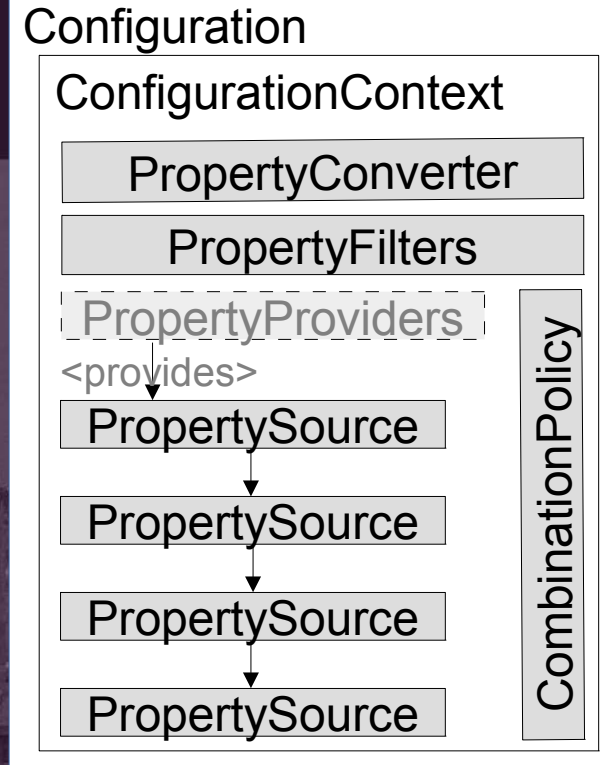 Configuration
ConfigurationContext
PropertyConverter
PropertyFilters
PropertyProviders
<provides>
PropertySource
PropertySource
PropertySource
PropertySource
CombinationPolicy